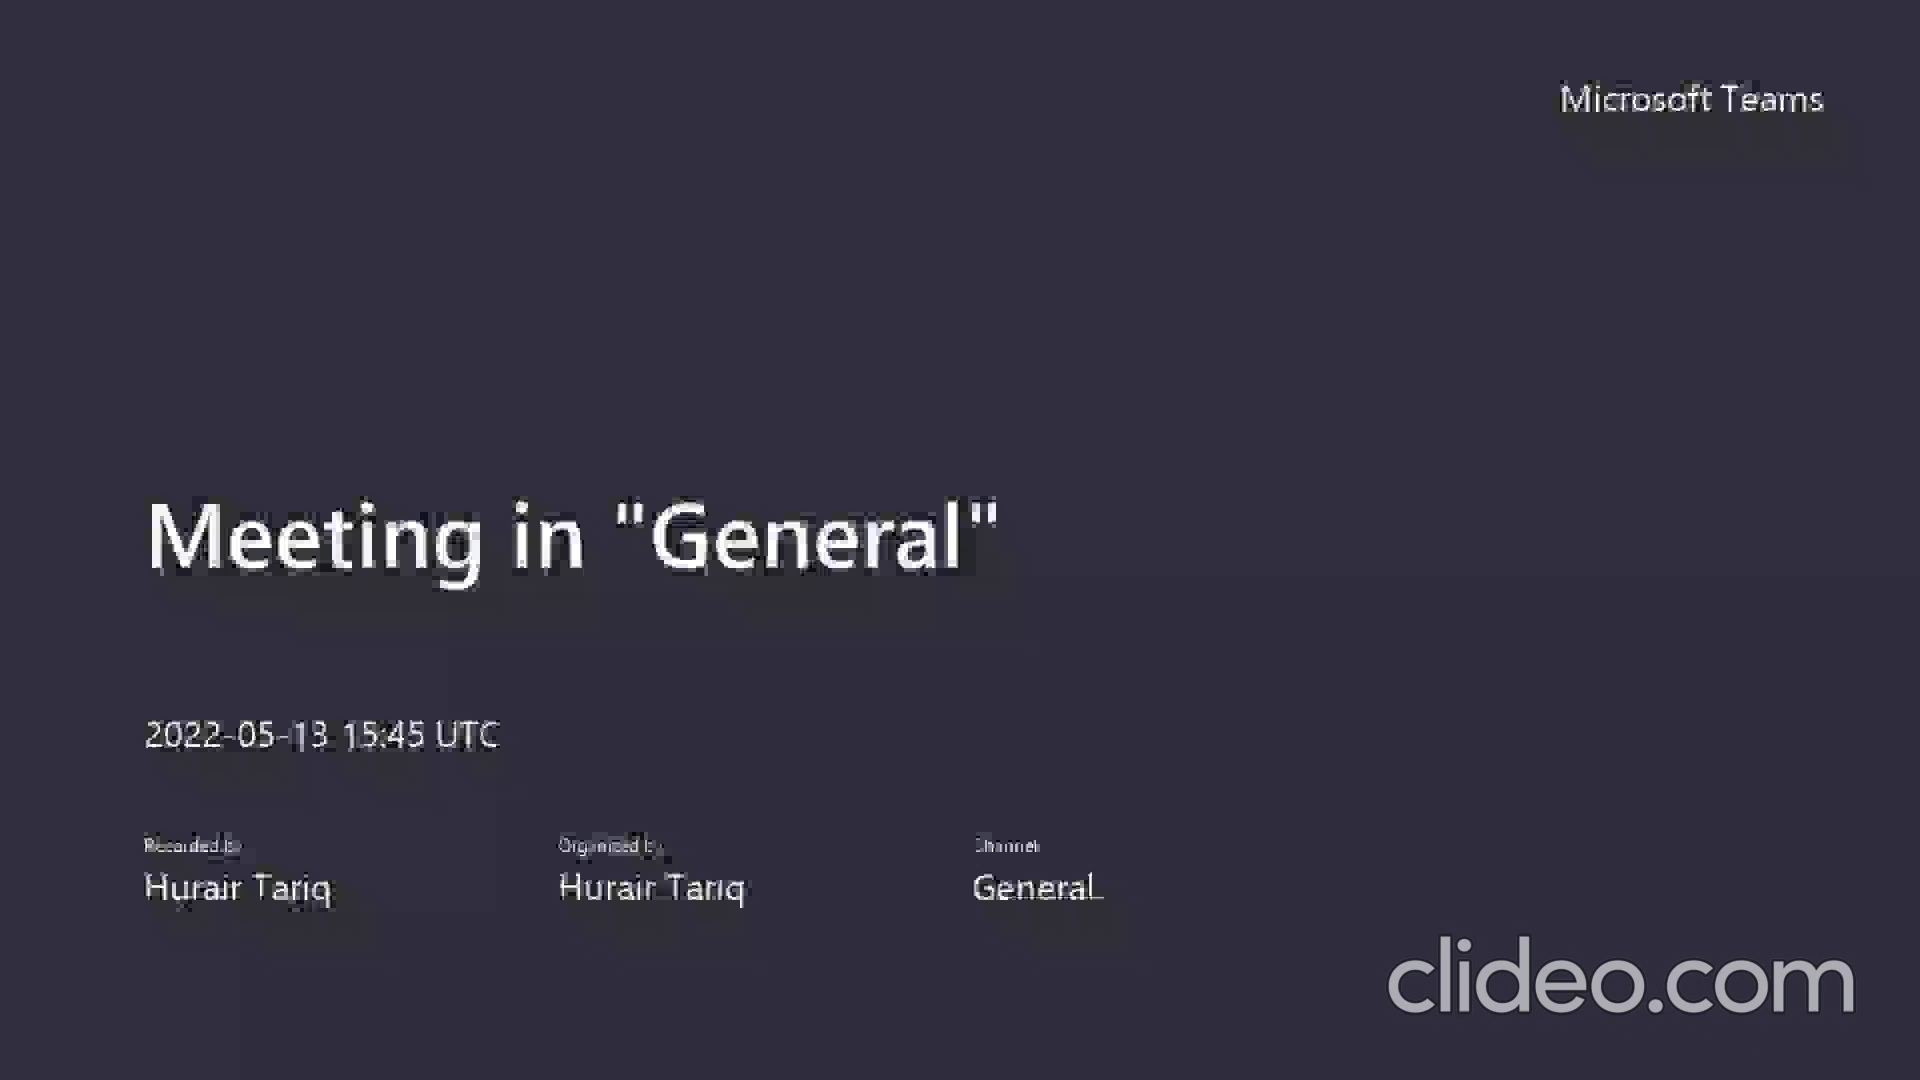 Microsoft Teams
Meeting in "General"
2022-05-13 15:45 UTC
Recorded by
Organized by
Channel
Hurair Tariq
Hurair Tariq
General
clideo.com